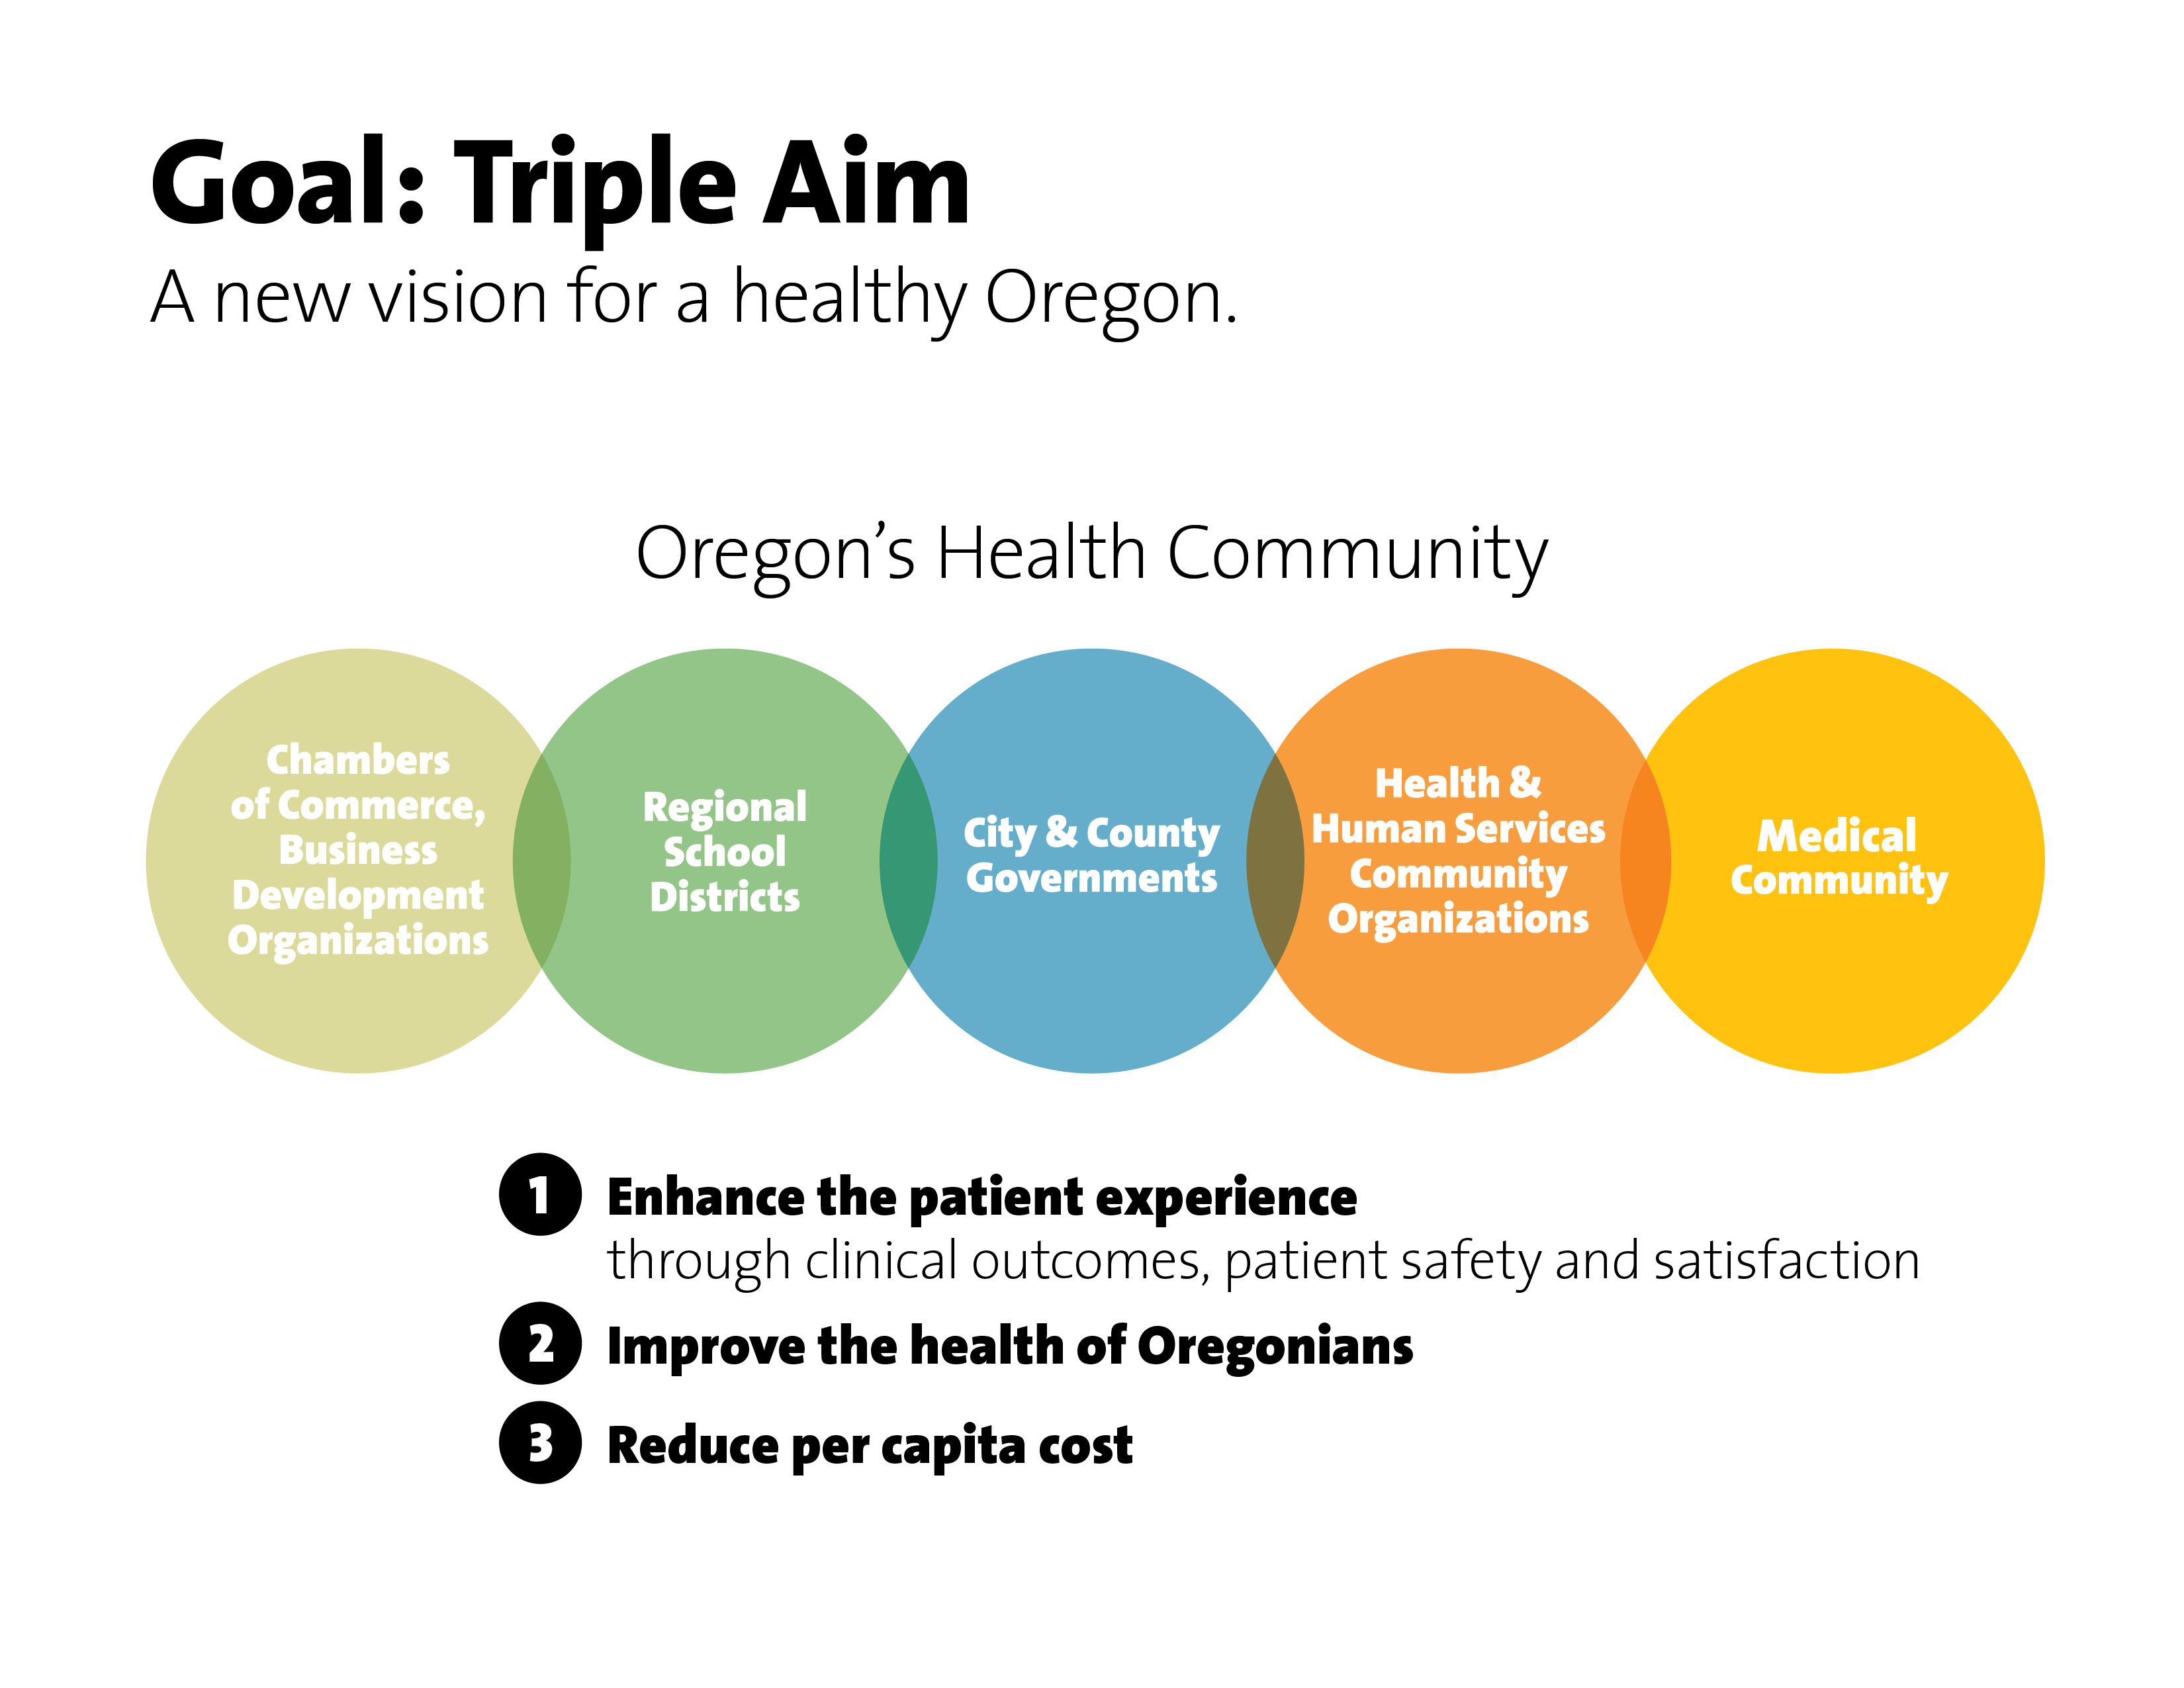 Goal: Triple Aim
A new vision for a healthy Oregon.
Oregon’s Health Community
Chambers
of Commerce,
Business
Development
Organizations
Regional
School
Districts
City & County
Governments
Health &
Human Services
Community
Organizations
Medical
Community
1 Enhance the patient experience
through clinical outcomes, patient safety and satisfaction
2 Improve the health of Oregonians
3 Reduce per capita cost